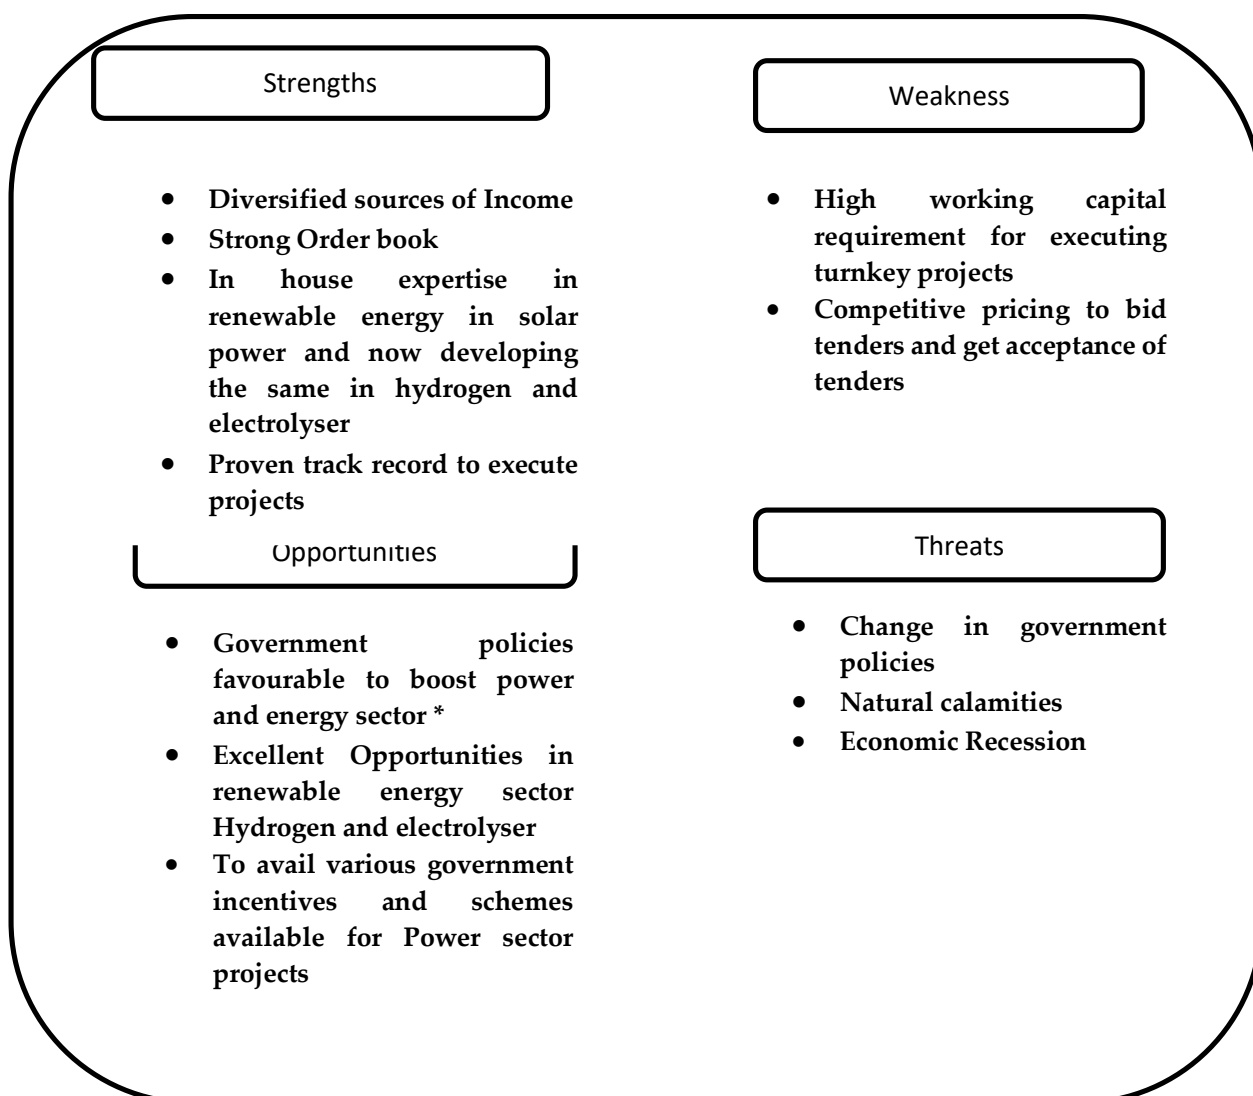 Strengths
• Diversified sources of Income
• Strong Order book
• In house expertise in
renewable energy in solar
power and now developing
the same in hydrogen and
electrolyser
• Proven track record to execute
projects
Weakness
• High working capital
requirement for executing
turnkey projects
• Competitive pricing to bid
tenders and get acceptance of
tenders
Opportunities
• Government policies
favourable to boost power
and energy sector *
• Excellent Opportunities in
renewable energy sector
Hydrogen and electrolyser
• To avail various government
incentives and schemes
available for Power sector
projects
Threats
• Change in government
policies
• Natural calamities
• Economic Recession